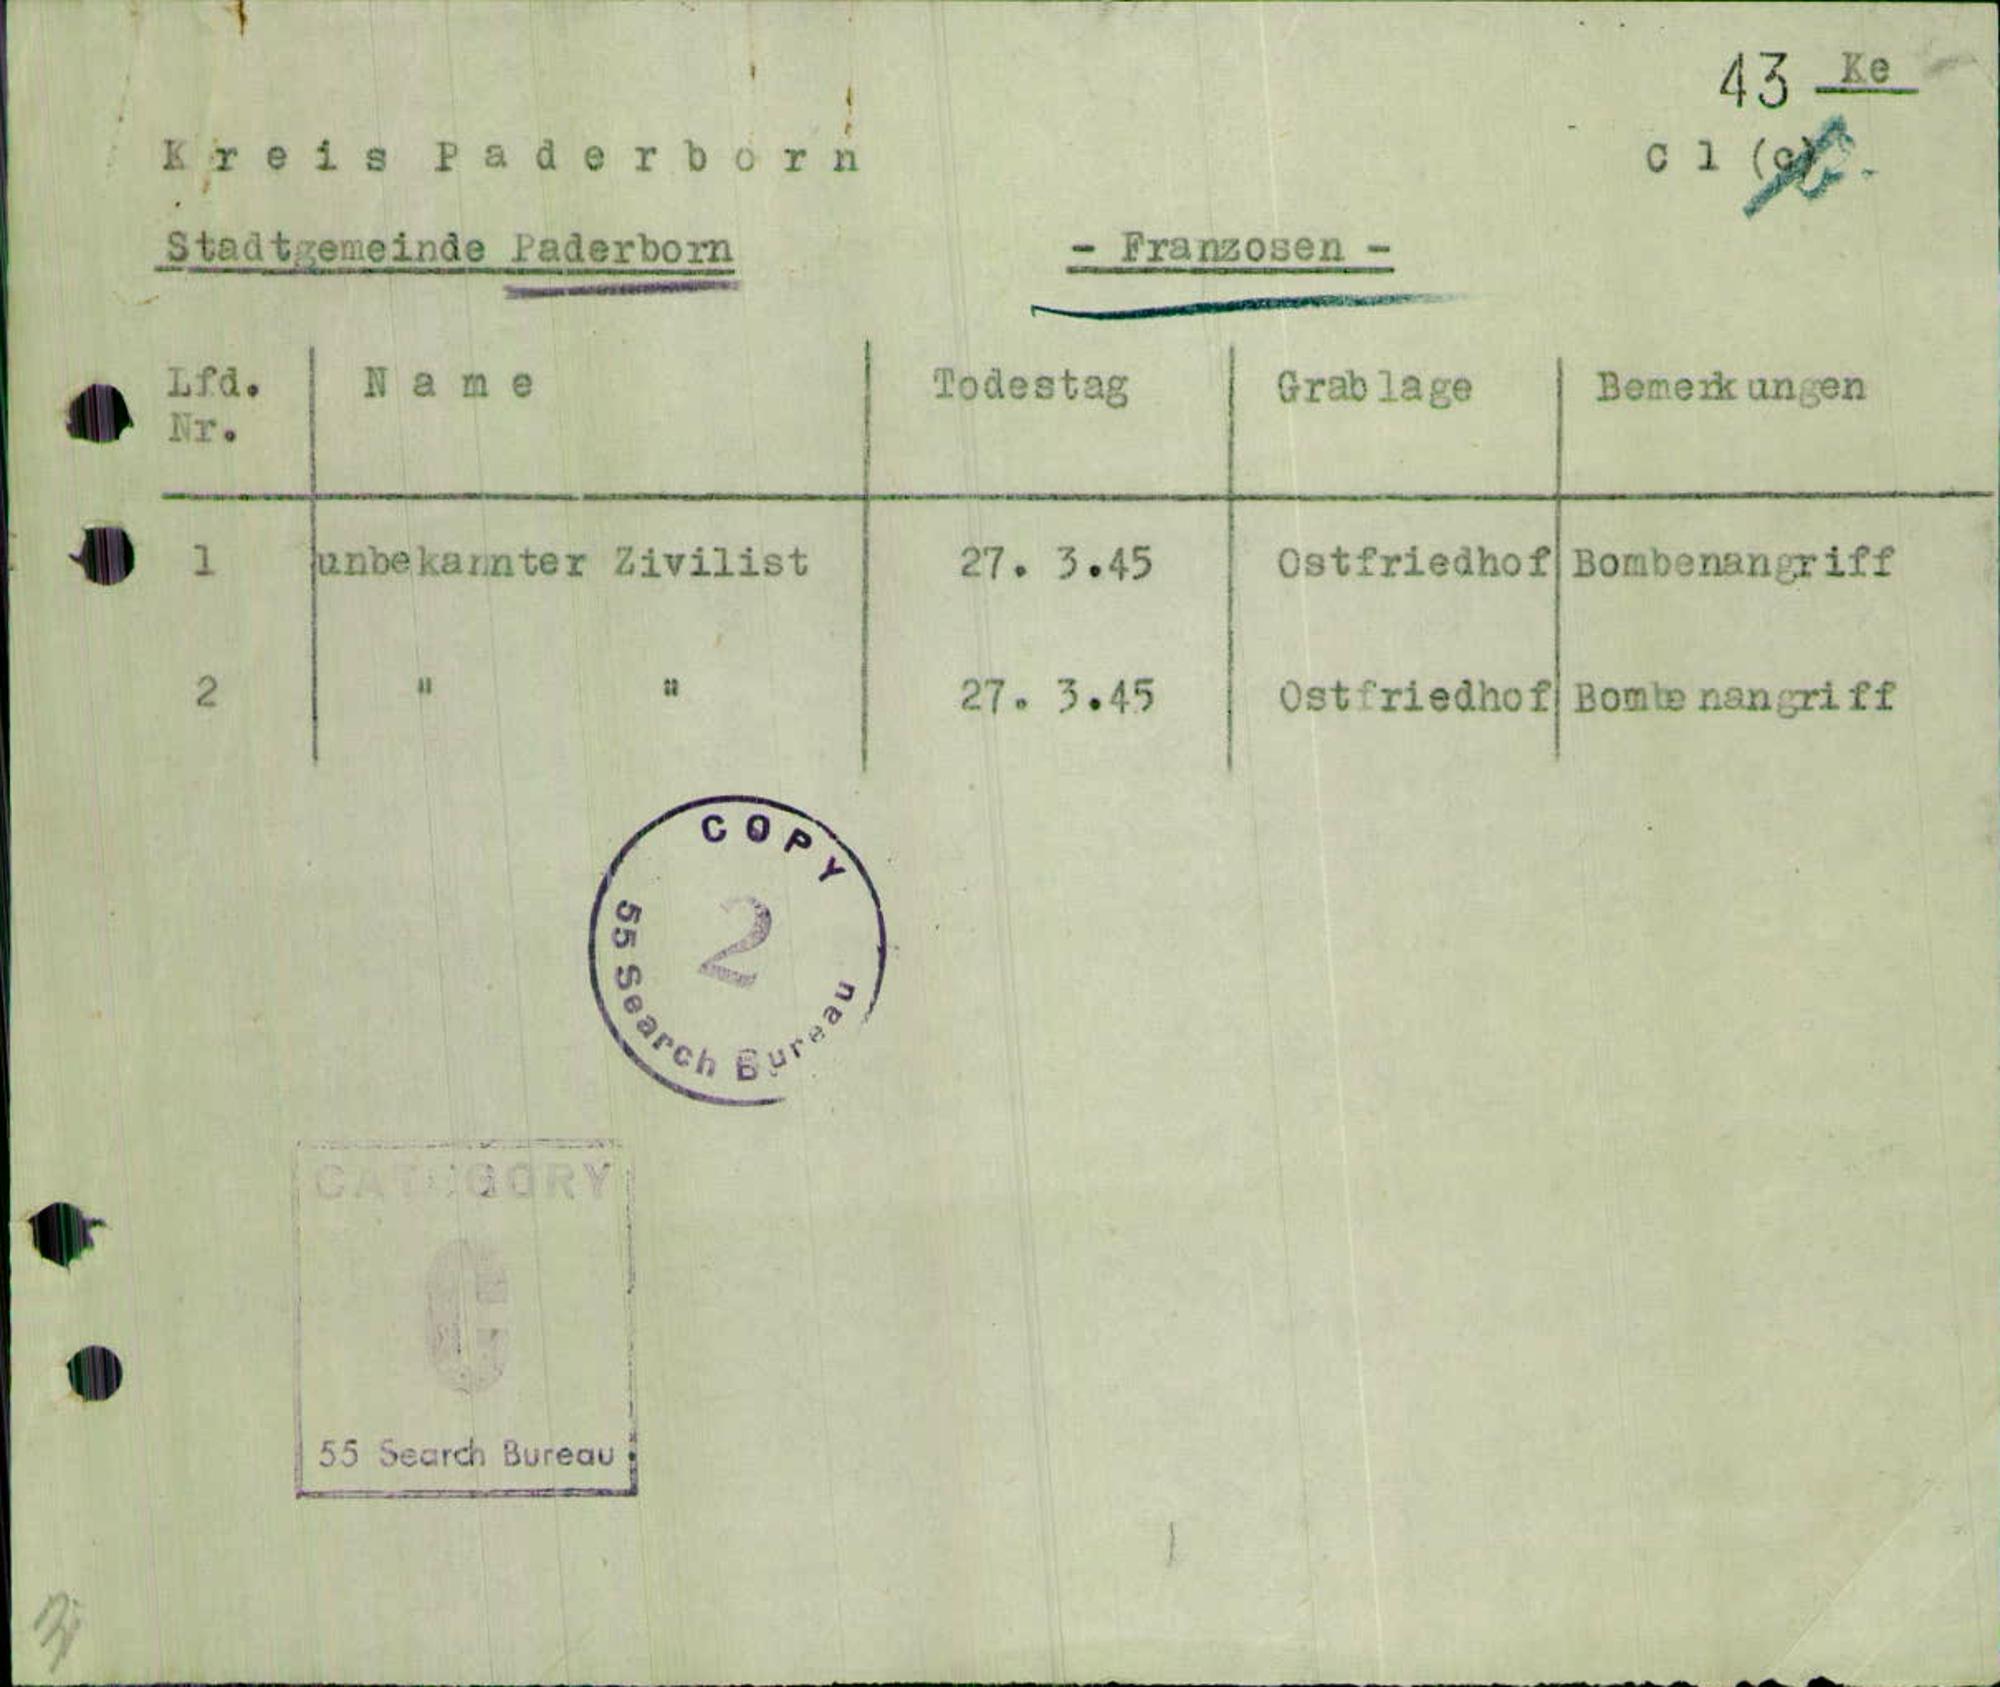 43 Ke
Kreis Paderborn
C 1 (c)
Stadtgemeinde Paderborn - Franzosen -
Lfd. Nr. Name Todestag Grablage Bemerkungen
1 unbekannter Zivilist 27. 3.45 Ostfriedhof Bombenangriff
2 " " 27. 3.45 Ostfriedhof Bombenangriff
COPY
2
55 Search Bureau
CATEGORY
C
55 Search Bureau